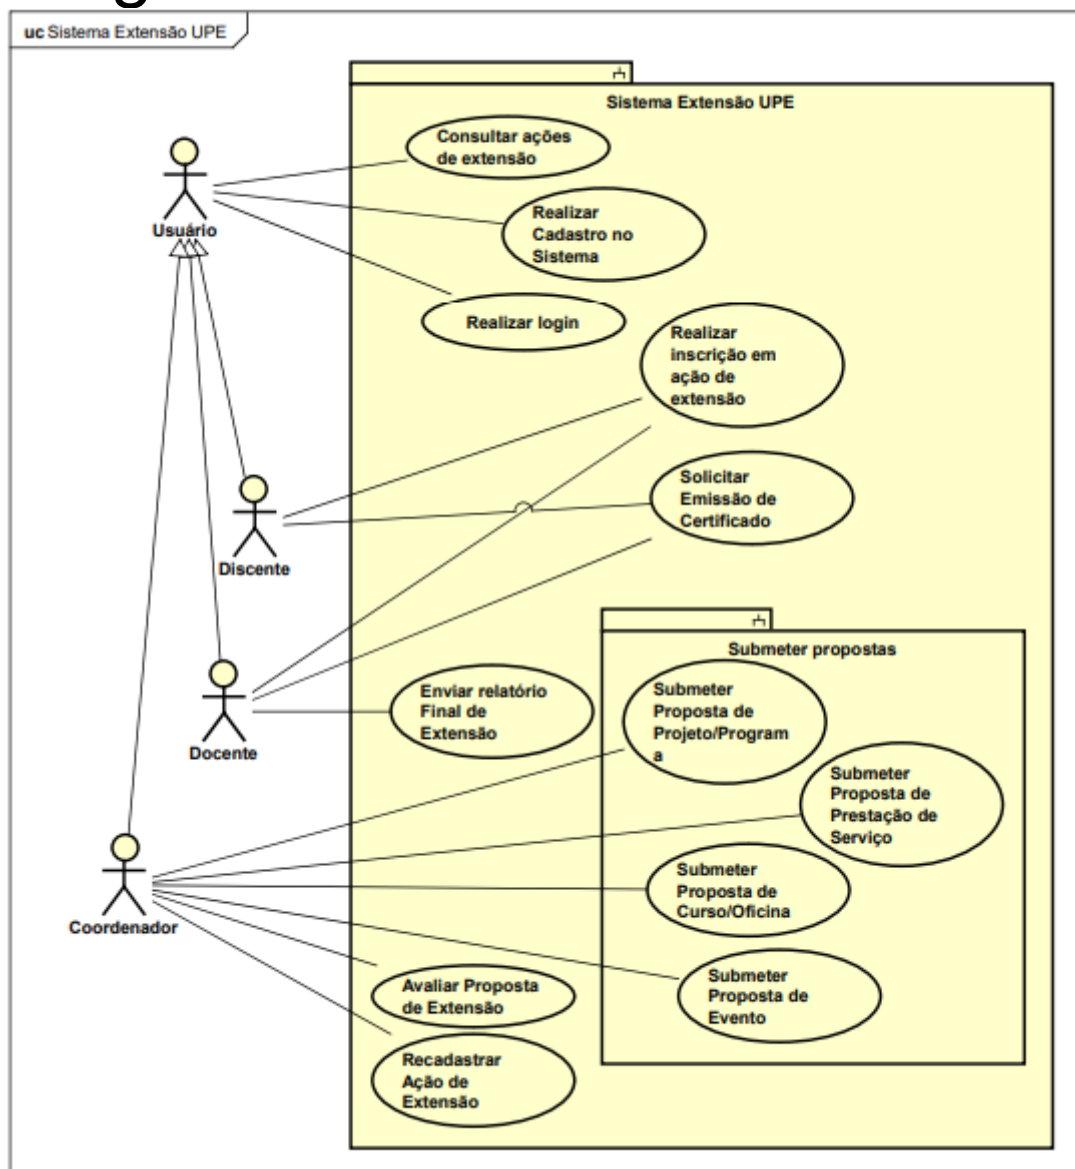 uc Sistema Extensão UPE
Sistema Extensão UPE
Consultar ações
de extensão
Usuário
Realizar
Cadastro no
Sistema
Realizar login
Realizar
inscrição em
ação de
extensão
Solicitar
Emissão de
Certificado
Discente
Submeter propostas
Enviar relatório
Final de
Extensão
Docente
Submeter
Proposta de
Projeto/Program
a
Submeter
Proposta de
Prestação de
Serviço
Submeter
Proposta de
Curso/Oficina
Coordenador
Avaliar Proposta
de Extensão
Submeter
Proposta de
Evento
Recadastrar
Ação de
Extensão